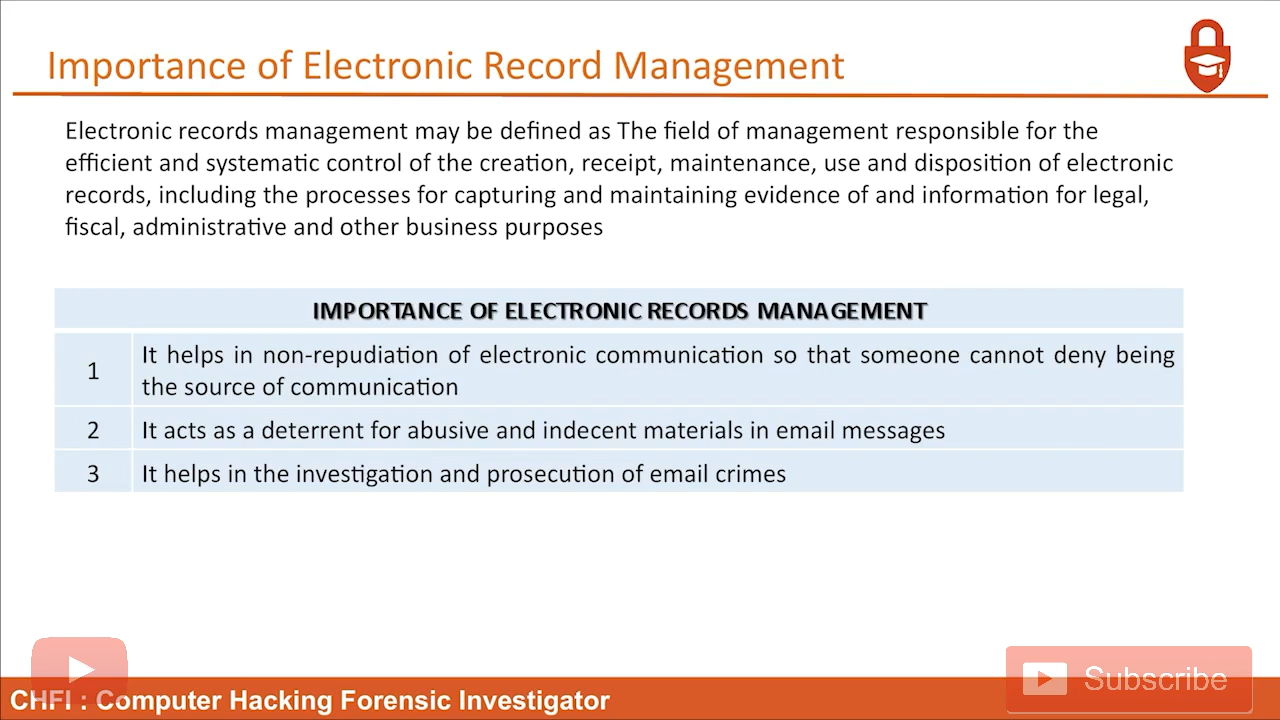 Importance of Electronic Record Management
Electronic records management may be defined as The field of management responsible for the
efficient and systematic control of the creation, receipt, maintenance, use and disposition of electronic
records, including the processes for capturing and maintaining evidence of and information for legal,
fiscal, administrative and other business purposes
IMPORTANCE OF ELECTRONIC RECORDS MANAGEMENT
1 It helps in non-repudiation of electronic communication so that someone cannot deny being
the source of communication
2 It acts as a deterrent for abusive and indecent materials in email messages
3 It helps in the investigation and prosecution of email crimes
CHFI : Computer Hacking Forensic Investigator
Subscribe